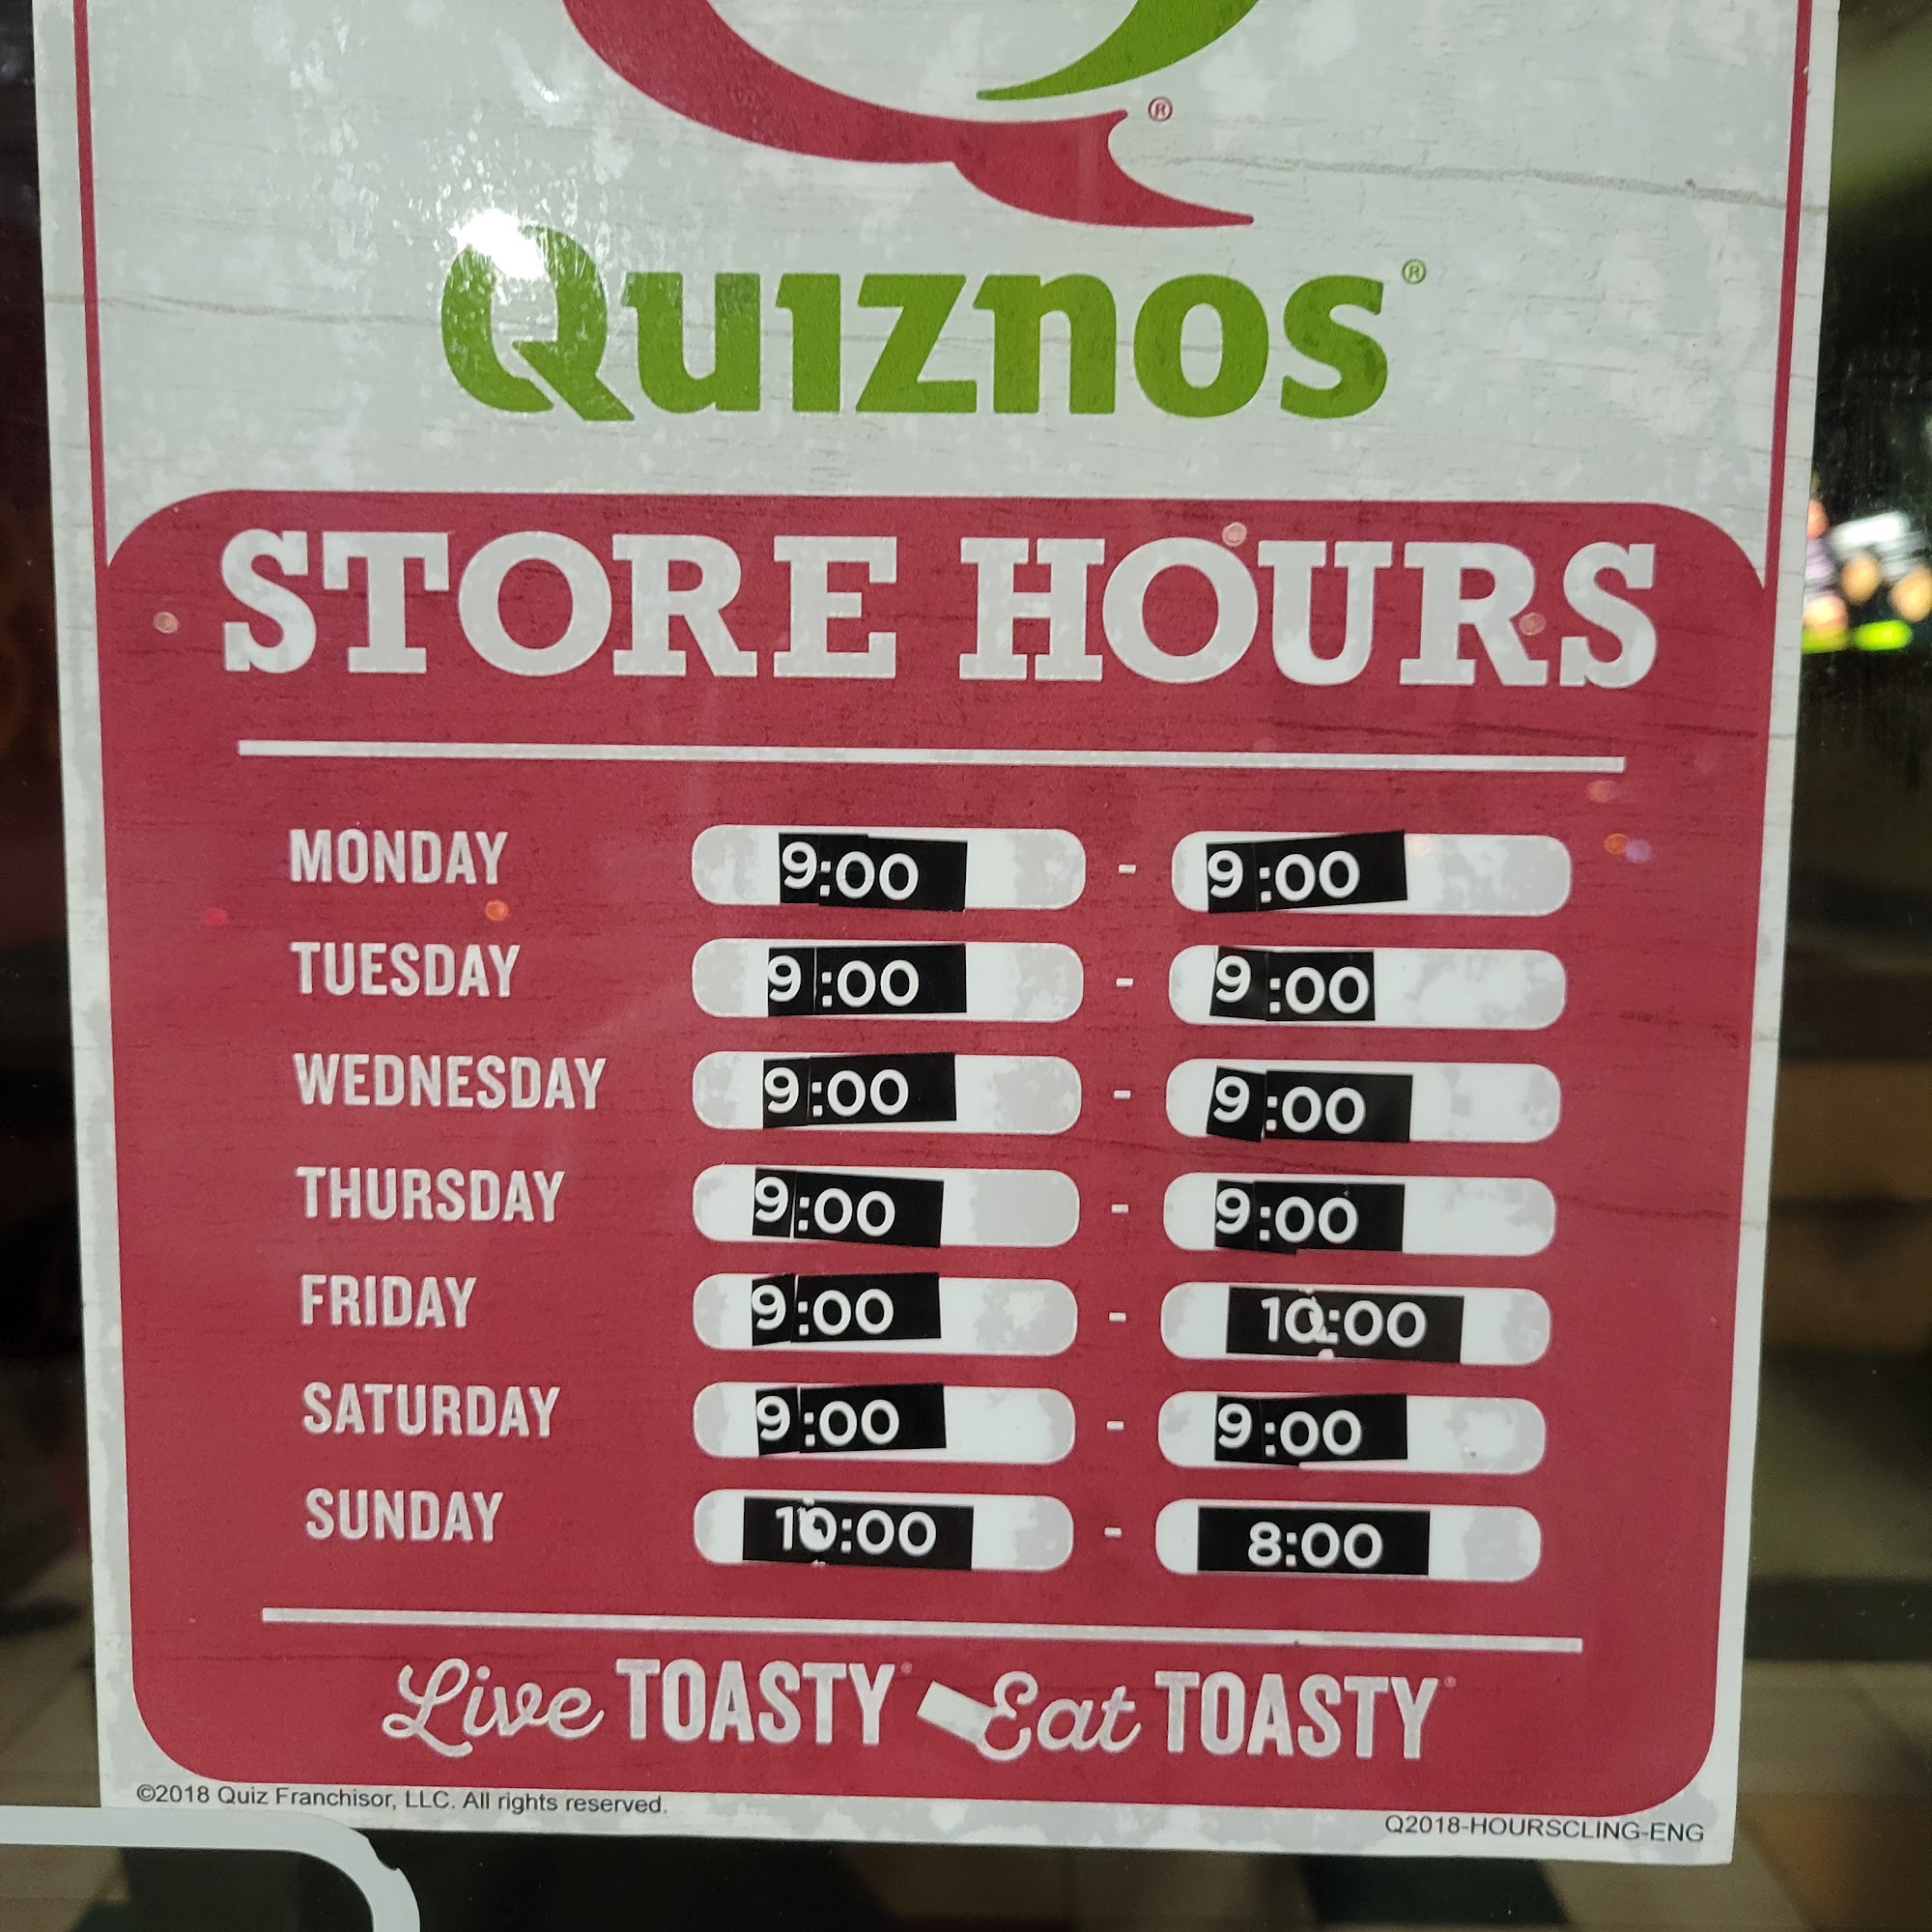 ®
Quiznos®
STORE HOURS
MONDAY 9:00 - 9:00
TUESDAY 9:00 - 9:00
WEDNESDAY 9:00 - 9:00
THURSDAY 9:00 - 9:00
FRIDAY 9:00 - 10:00
SATURDAY 9:00 - 9:00
SUNDAY 10:00 - 8:00
Live TOASTY® Eat TOASTY®
©2018 Quiz Franchisor, LLC. All rights reserved.
Q2018-HOURSCLING-ENG